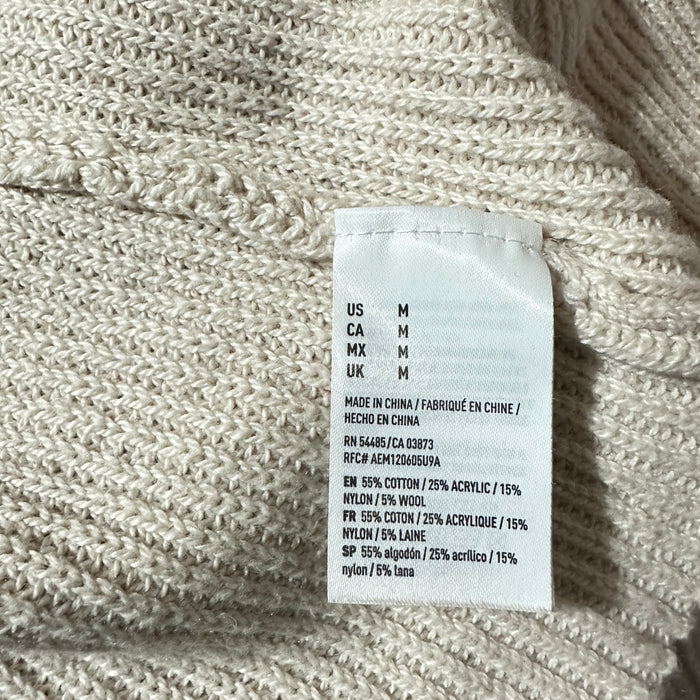 US M
CA M
MX M
UK M
MADE IN CHINA / FABRIQUÉ EN CHINE /
HECHO EN CHINA
RN 54485/CA 03873
RFC# AEM120605U9A
EN 55% COTTON / 25% ACRYLIC / 15%
NYLON / 5% WOOL
FR 55% COTON / 25% ACRYLIQUE / 15%
NYLON / 5% LAINE
SP 55% algodón / 25% acrílico / 15%
nylon / 5% lana